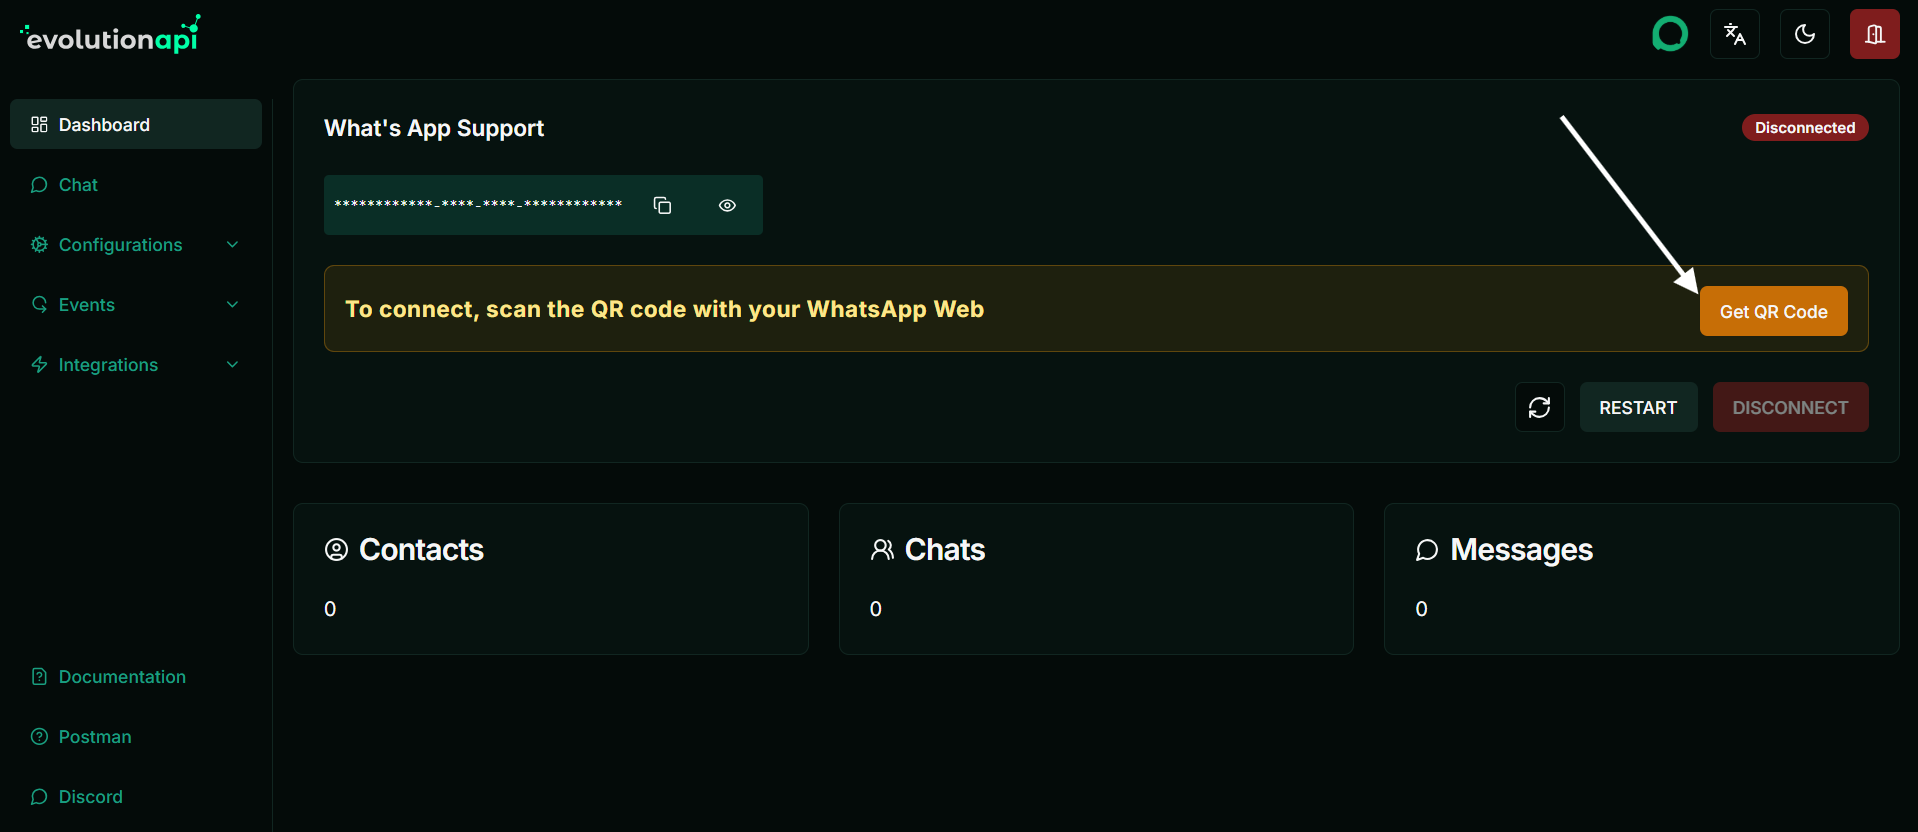 evolutionapi
Dashboard
Chat
Configurations
Events
Integrations
Documentation
Postman
Discord
What's App Support
Disconnected
************-****-****-************
To connect, scan the QR code with your WhatsApp Web
Get QR Code
RESTART
DISCONNECT
Contacts
0
Chats
0
Messages
0